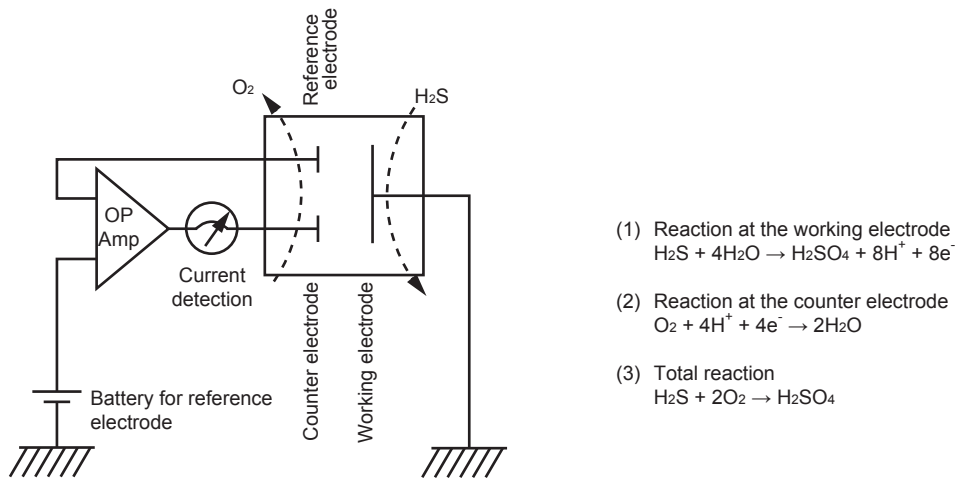 Reference
electrode
O₂
H₂S
OP
Amp
Current
detection
Counter electrode
Working electrode
Battery for reference
electrode
(1) Reaction at the working electrode
H₂S + 4H₂O → H₂SO₄ + 8H⁺ + 8e⁻
(2) Reaction at the counter electrode
O₂ + 4H⁺ + 4e⁻ → 2H₂O
(3) Total reaction
H₂S + 2O₂ → H₂SO₄